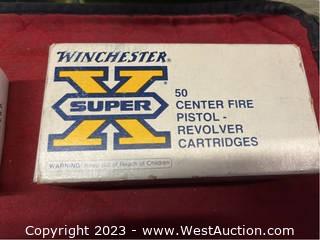 WINCHESTER®
SUPER
X
50
CENTER FIRE
PISTOL -
REVOLVER
CARTRIDGES
WARNING: Keep out of Reach of Children
Copyright 2023 - www.WestAuction.com